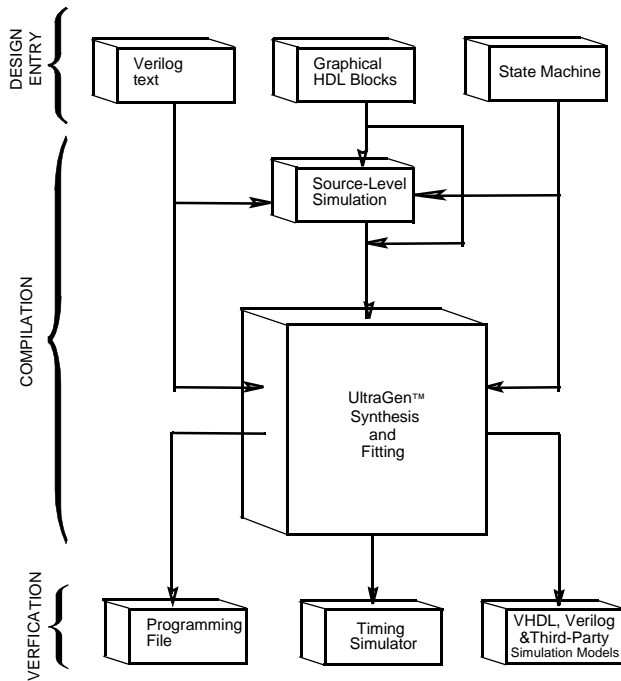 DESIGN
ENTRY
Verilog
text
Graphical
HDL Blocks
State Machine
Source-Level
Simulation
COMPILATION
UltraGen™
Synthesis
and
Fitting
VERFICATION
Programming
File
Timing
Simulator
VHDL, Verilog
&Third-Party
Simulation Models